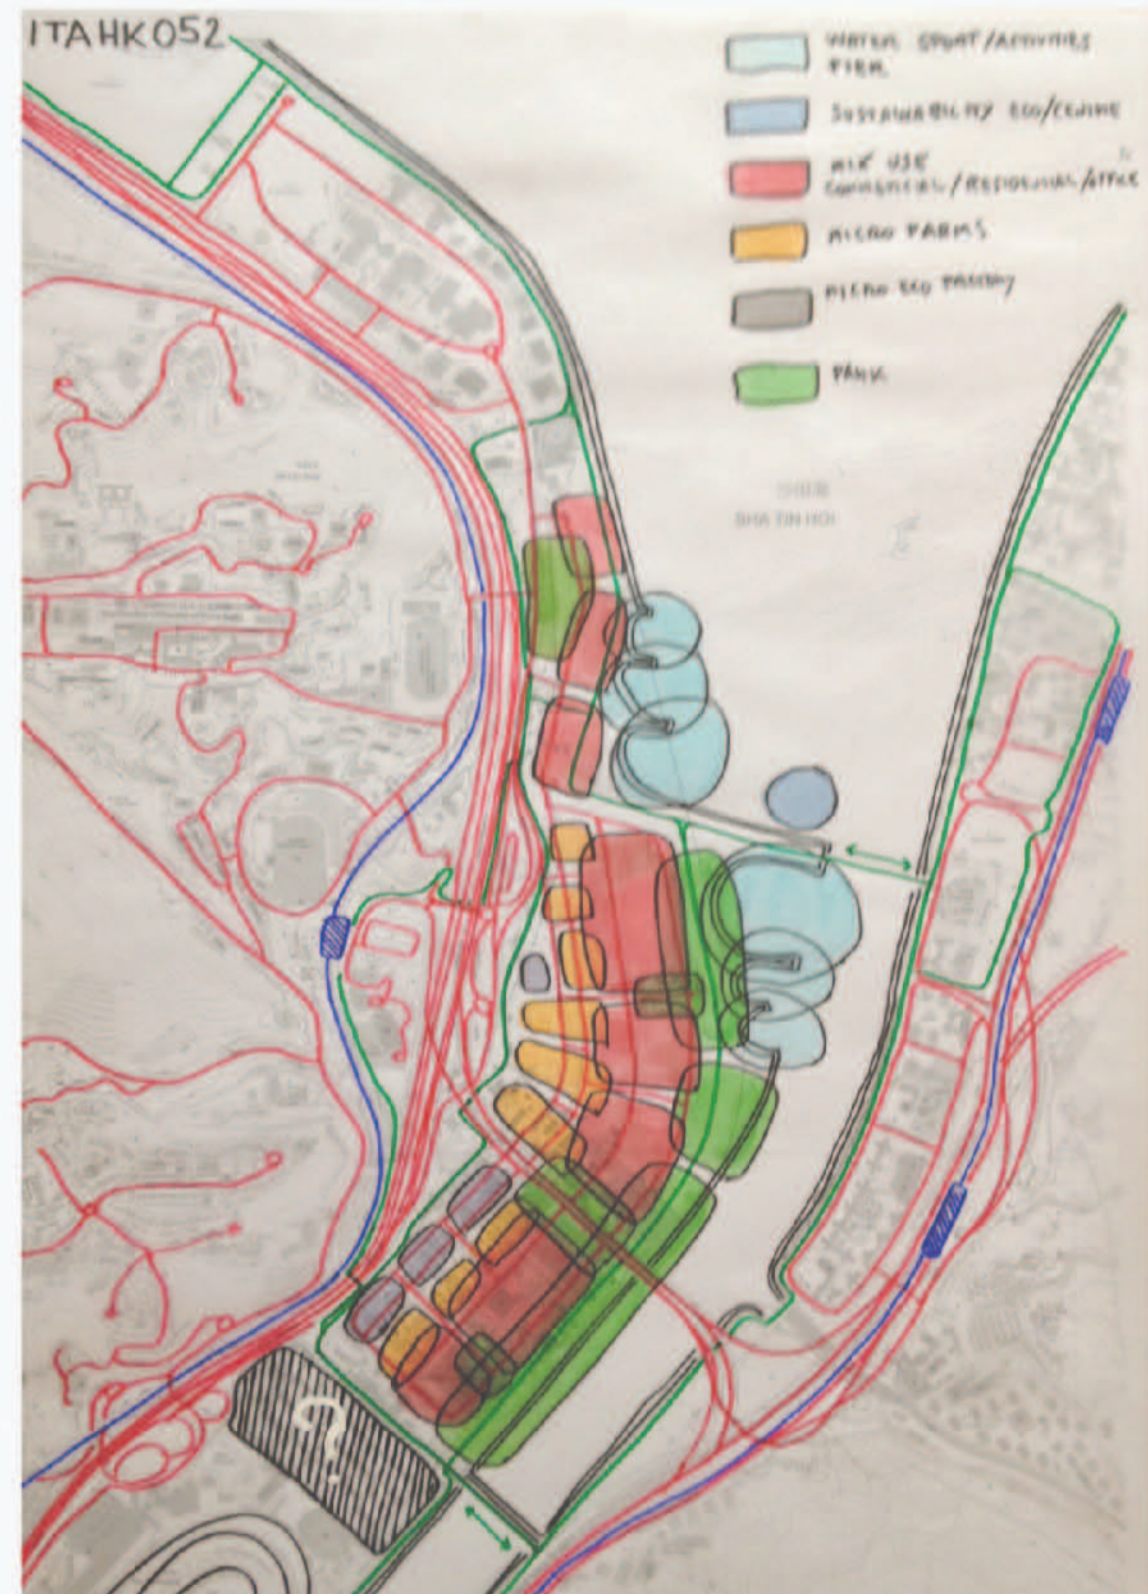 ITAHK052
WATER SPORT/ACTIVITIES
PIER
SUSTAINABILITY ECO/CENTRE
MIX USE
COMMERCIAL/RESIDENTIAL/OFFICE
MICRO FARMS
MICRO ECO FACTORY
PARK
SHA TIN HOI
?